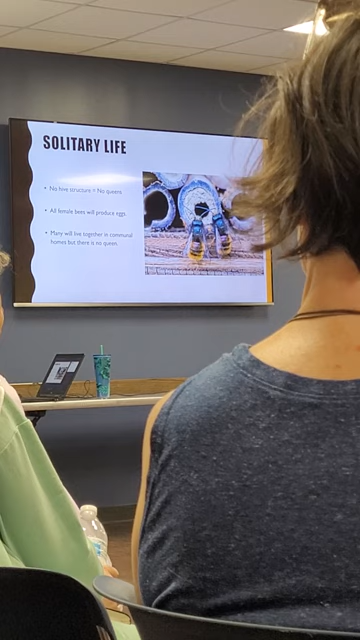 SOLITARY LIFE
• No hive structure = No queen.
• All female bees will produce eggs.
• Many will live together in communal
homes but there is no queen.